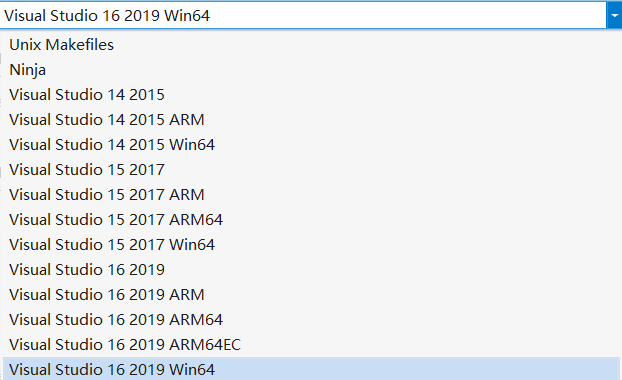 Visual Studio 16 2019 Win64
Unix Makefiles
Ninja
Visual Studio 14 2015
Visual Studio 14 2015 ARM
Visual Studio 14 2015 Win64
Visual Studio 15 2017
Visual Studio 15 2017 ARM
Visual Studio 15 2017 ARM64
Visual Studio 15 2017 Win64
Visual Studio 16 2019
Visual Studio 16 2019 ARM
Visual Studio 16 2019 ARM64
Visual Studio 16 2019 ARM64EC
Visual Studio 16 2019 Win64